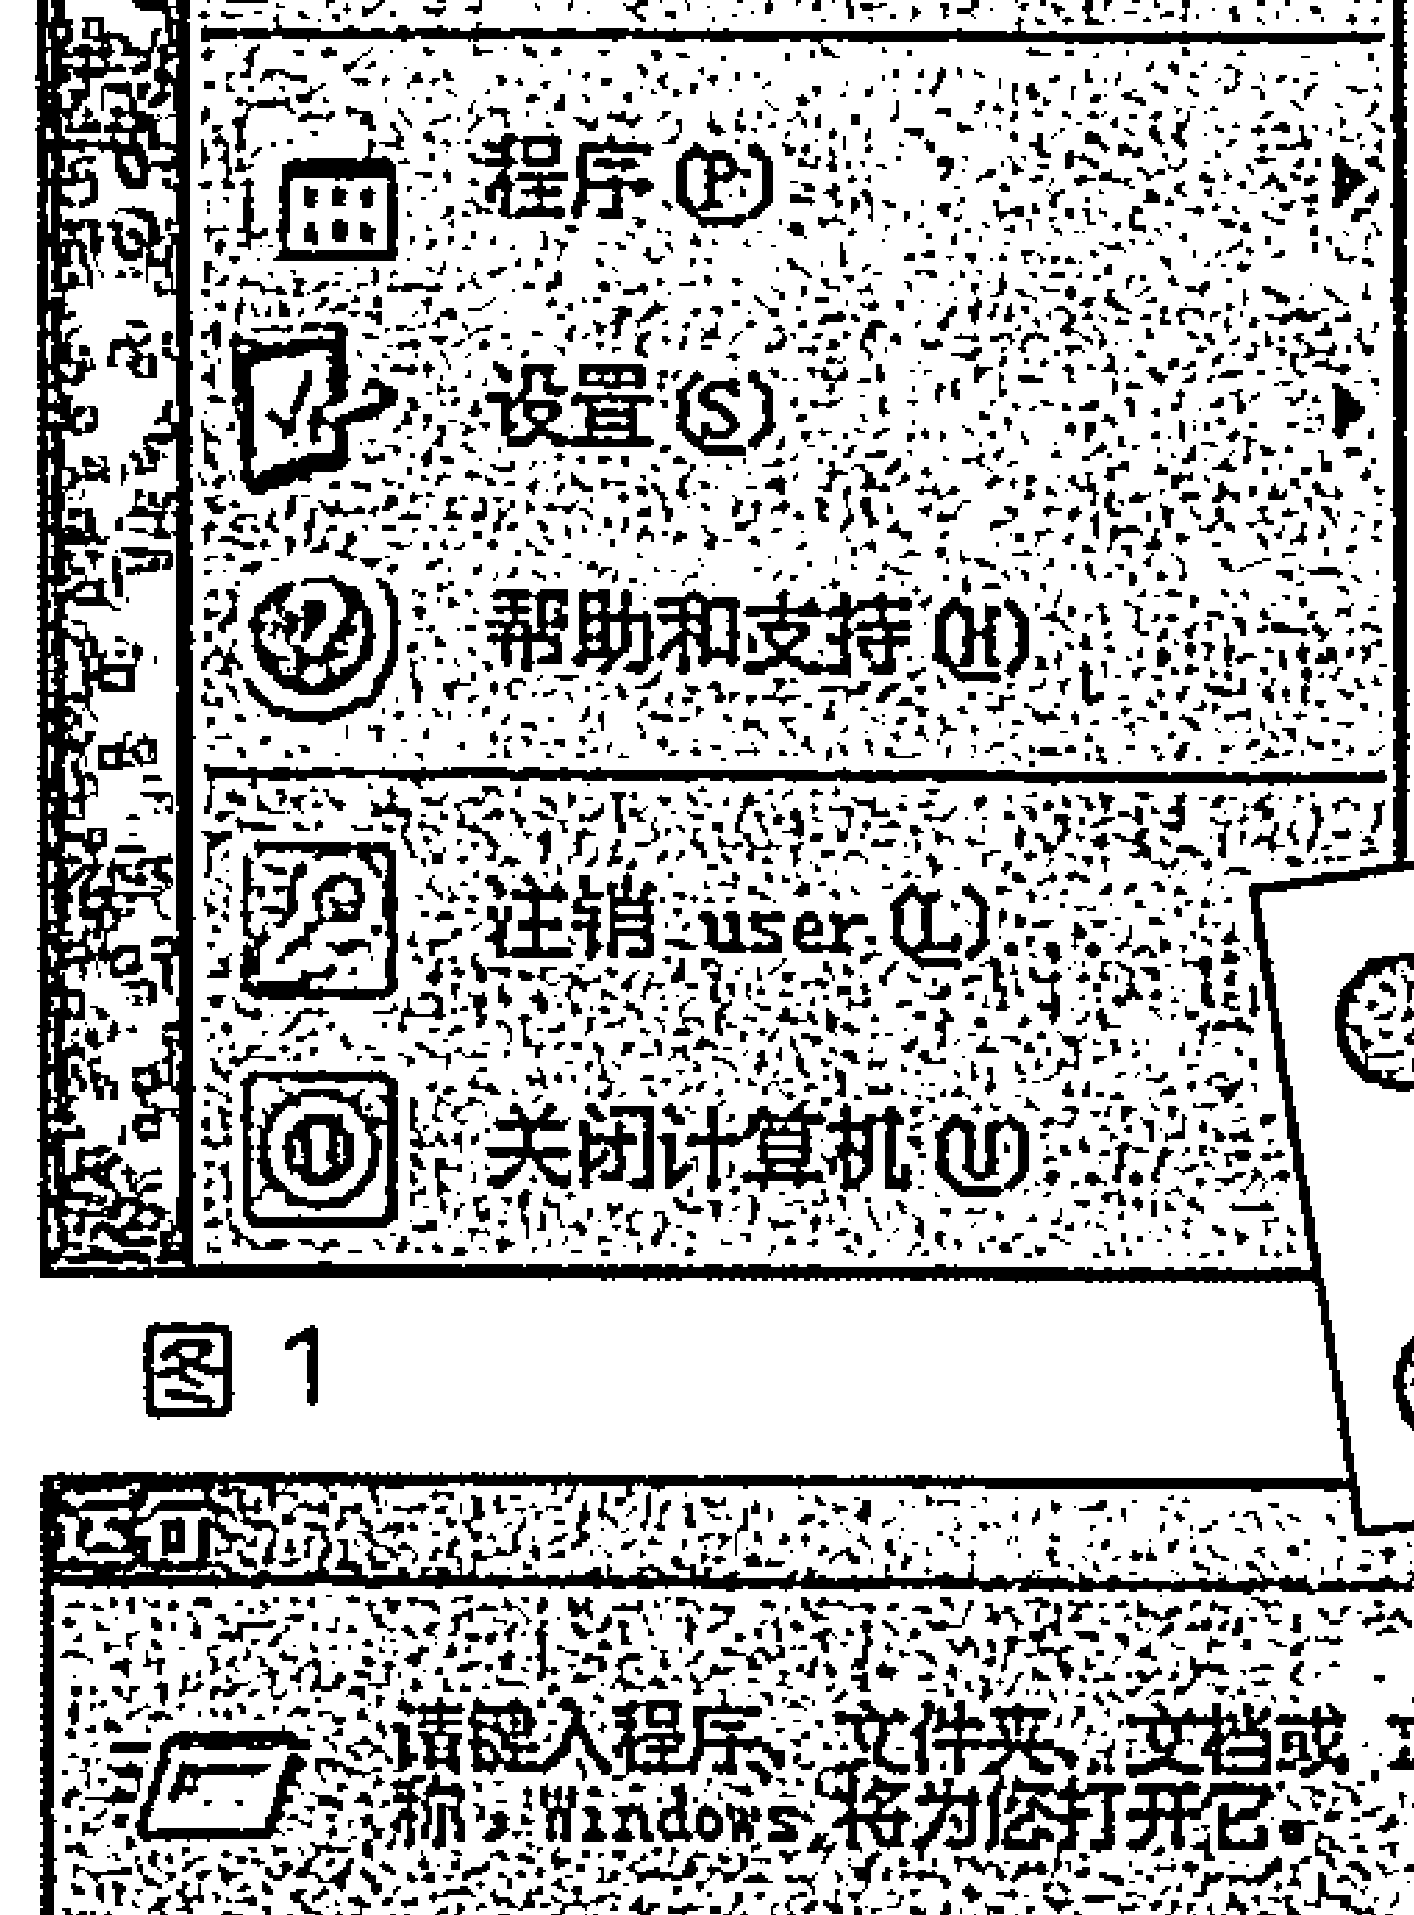 程序(P)
设置(S)
帮助和支持(H)
注销 user(L)
关闭计算机(U)
图 1
运行
请键入程序、文件夹、文档或
称，Windows 将为您打开它。